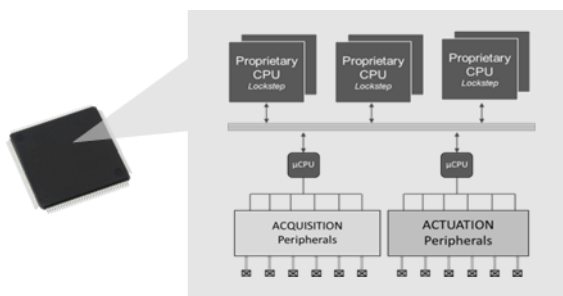 Proprietary
CPU
Lockstep
Proprietary
CPU
Lockstep
Proprietary
CPU
Lockstep
µCPU
µCPU
ACQUISITION
Peripherals
ACTUATION
Peripherals